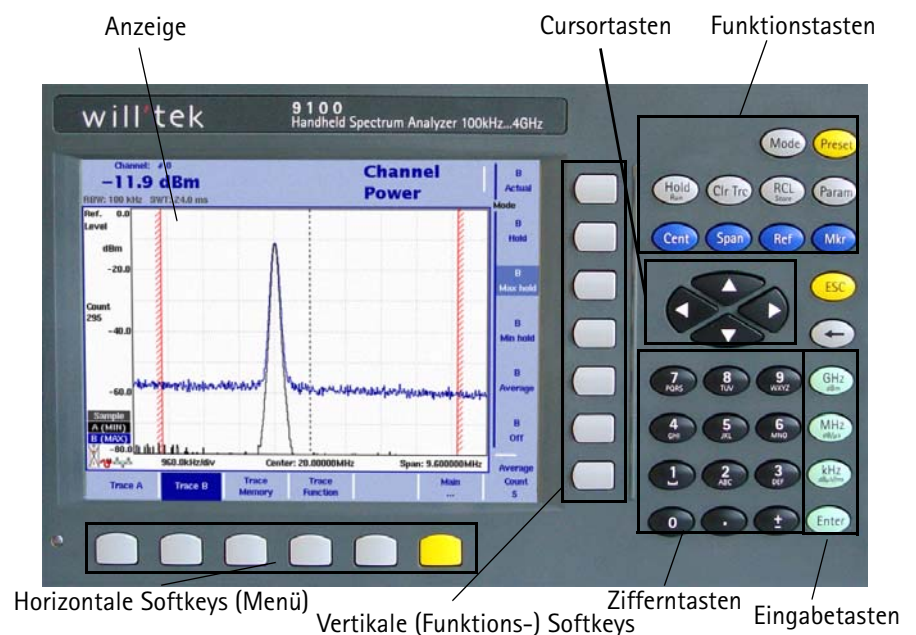 Anzeige
Cursortasten
Funktionstasten
will'tek
9100
Handheld Spectrum Analyzer 100kHz...4GHz
Mode
Preset
Hold
Run
Clr Trc
RCL
Store
Param
Cent
Span
Ref
Mkr
ESC
←
Channel: # 0
−11.9 dBm
RBW: 100 kHz SWT: 24.0 ms
Channel
Power
B
Actual
Mode
B
Hold
B
Max hold
B
Min hold
B
Average
B
Off
Average
Count
5
Ref. 0.0
Level
dBm
-20.0
Count
295
-40.0
-60.0
Sample
A (MIN)
B (MAX)
-80.0
960.0kHz/div
Center: 20.00000MHz
Span: 9.600000MHz
Trace A
Trace B
Trace
Memory
Trace
Function
Main
...
7
PQRS
8
TUV
9
WXYZ
GHz
dBm
4
GHI
5
JKL
6
MNO
MHz
dBµV
1
2
ABC
3
DEF
kHz
0
.
±
Enter
Horizontale Softkeys (Menü)
Vertikale (Funktions-) Softkeys
Zifferntasten
Eingabetasten